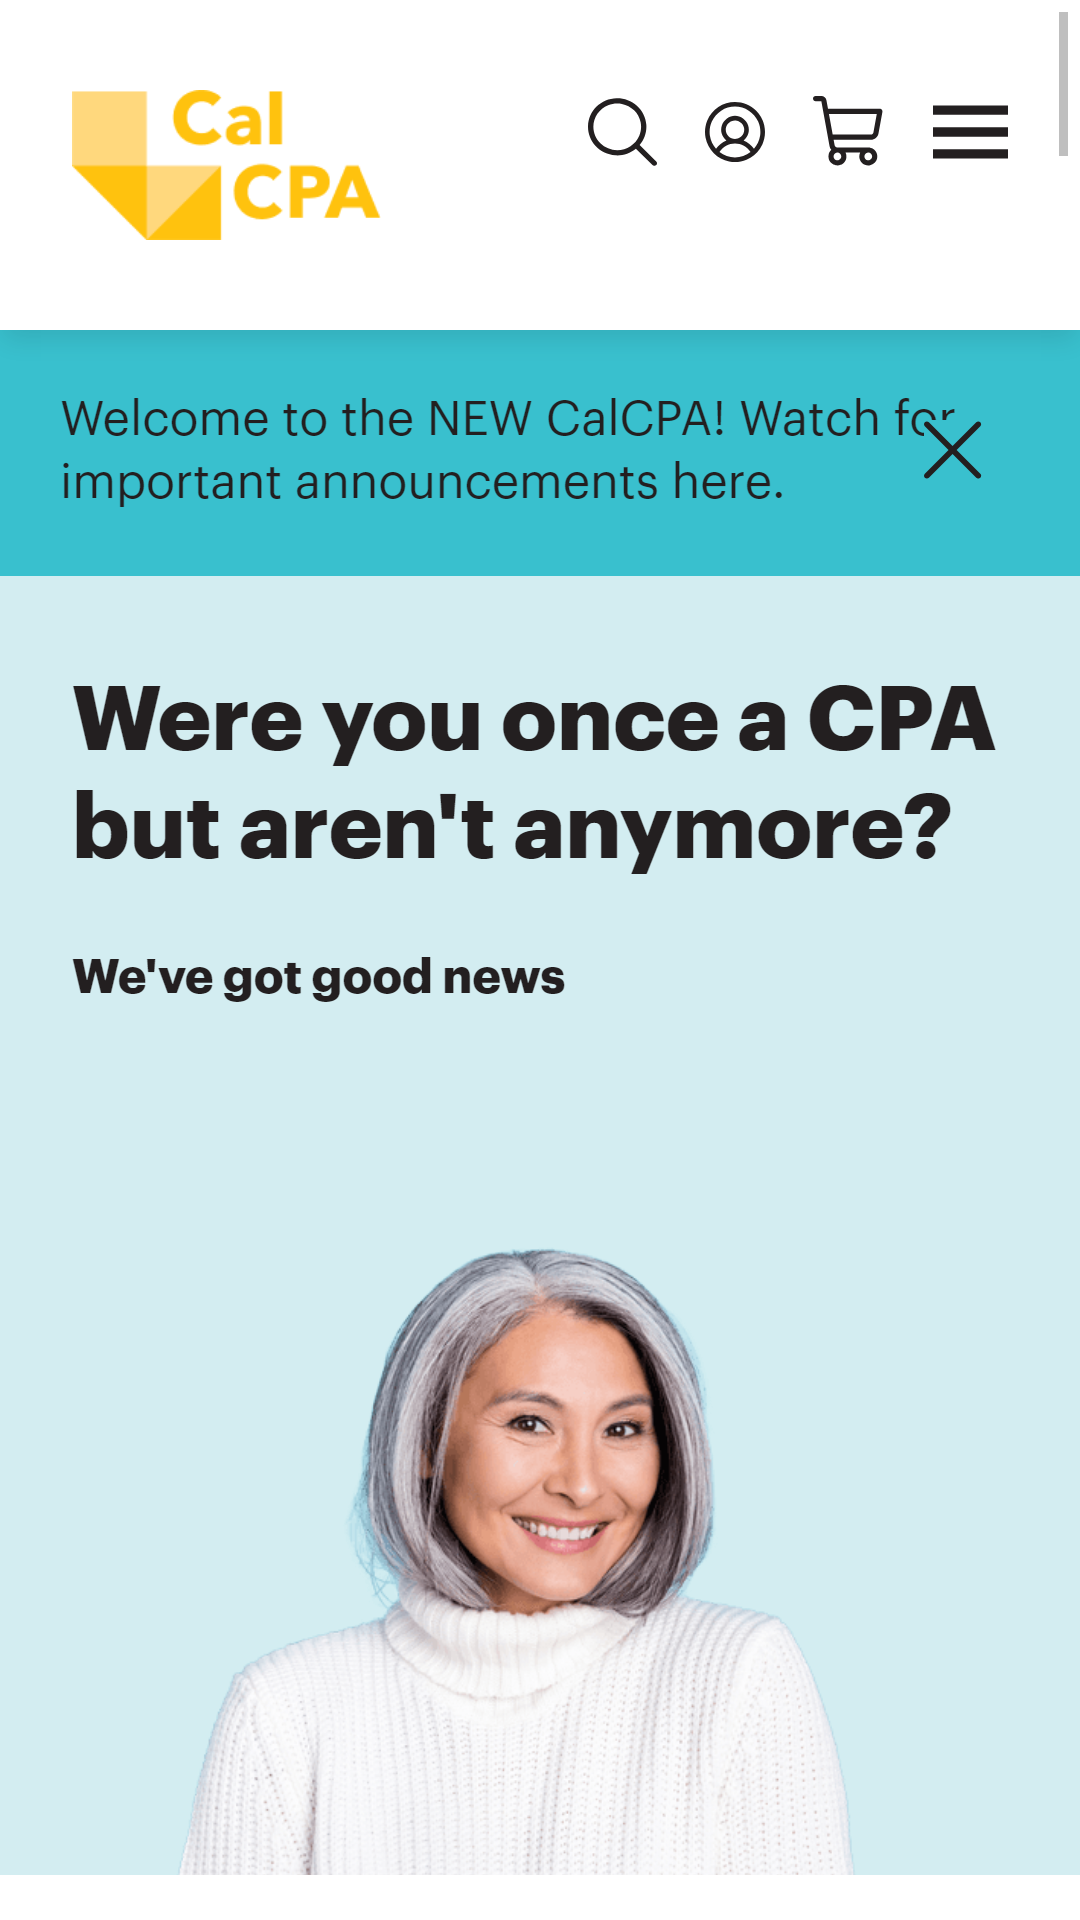 Cal
CPA
Welcome to the NEW CalCPA! Watch for
important announcements here.
Were you once a CPA
but aren't anymore?
We've got good news